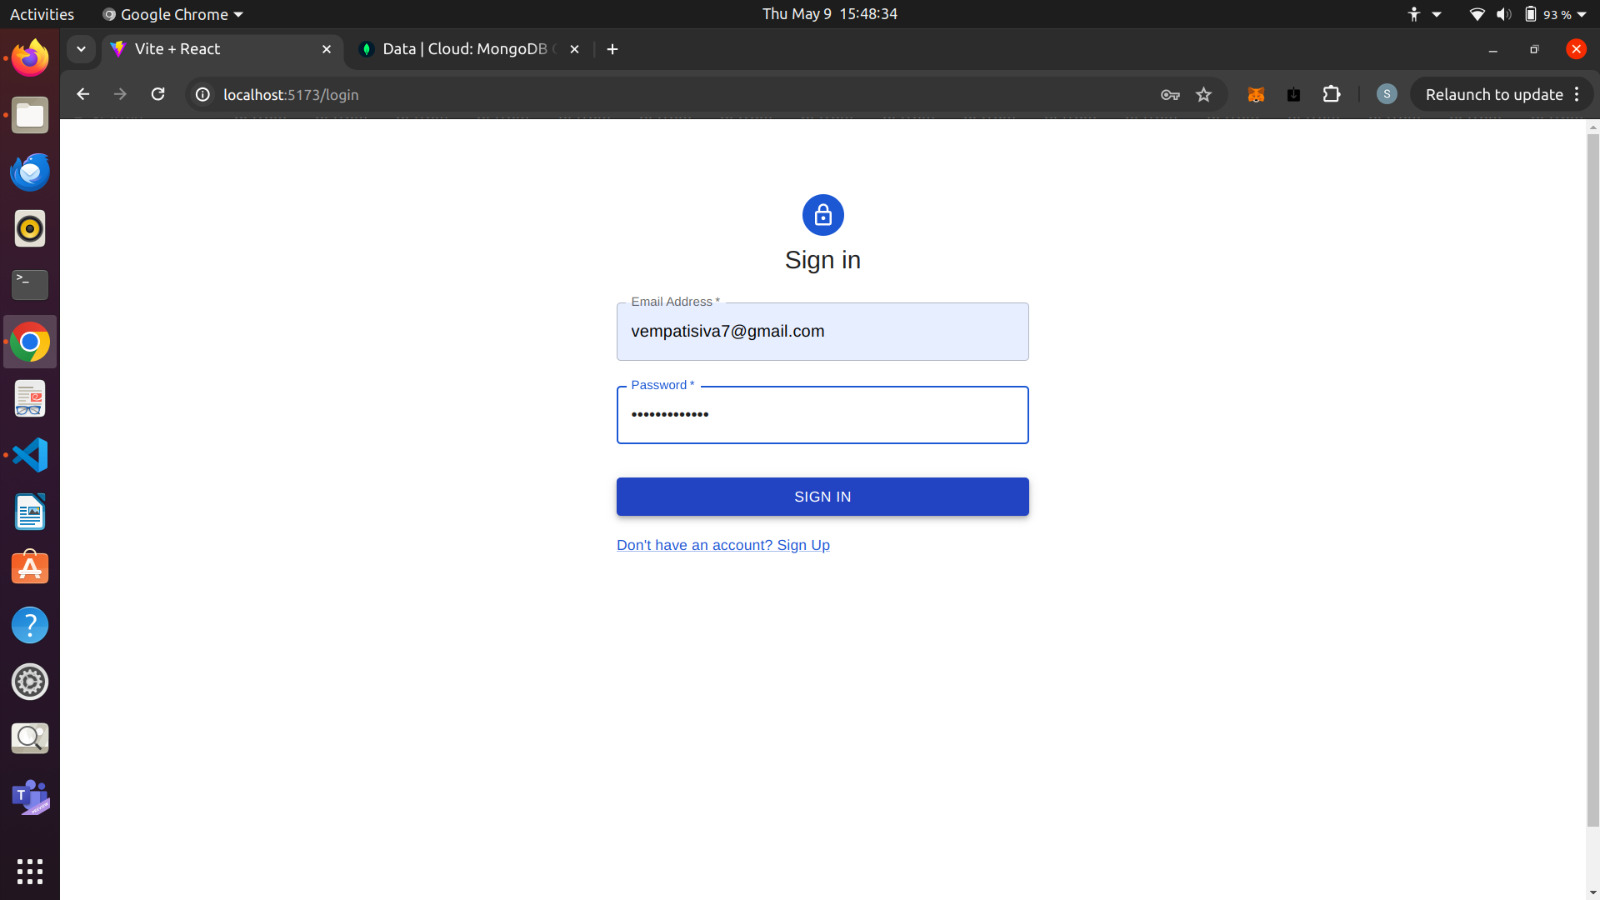 Activities
Google Chrome
Thu May 9 15:48:34
93 %
Vite + React
Data | Cloud: MongoDB
localhost:5173/login
S
Relaunch to update
Sign in
Email Address *
vempatisiva7@gmail.com
Password *
•••••••••••••
SIGN IN
Don't have an account? Sign Up